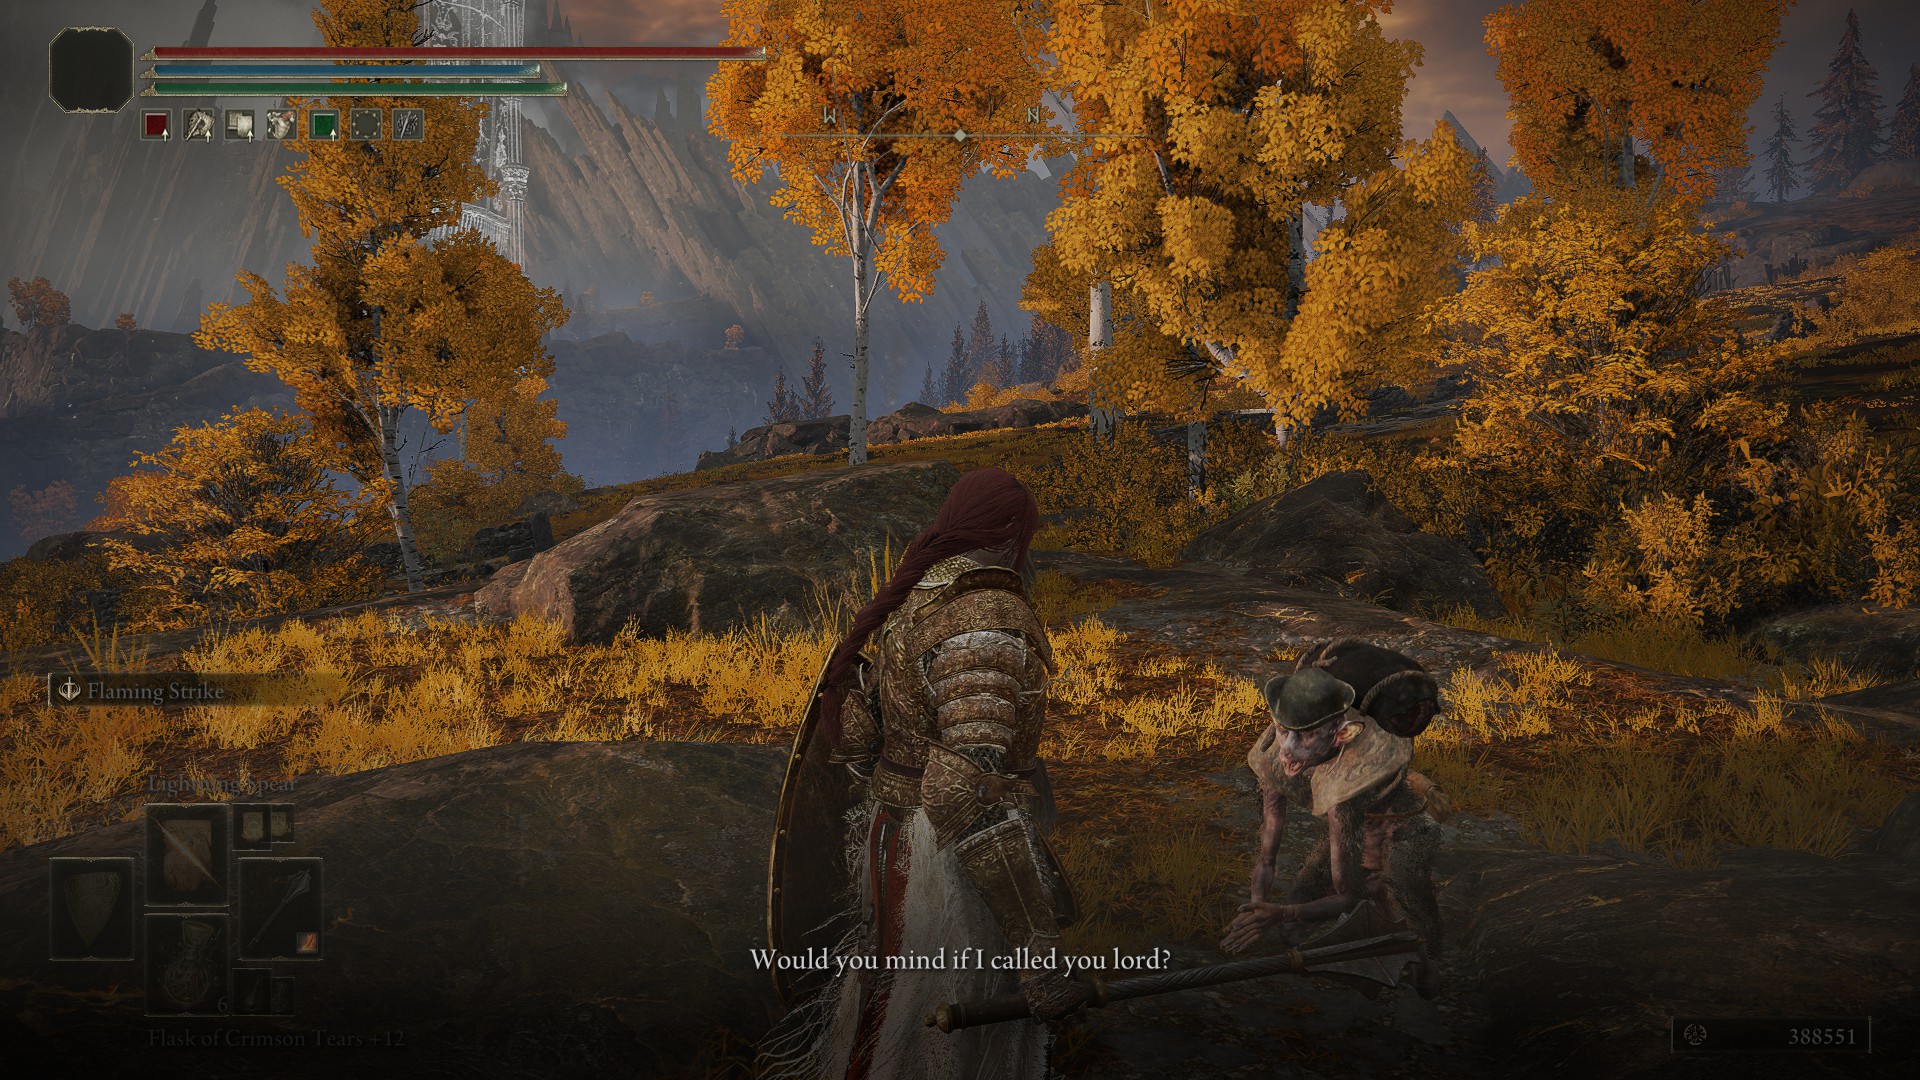 W N
Flaming Strike
Lightning Spear
Would you mind if I called you lord?
6
Flask of Crimson Tears +12
388551